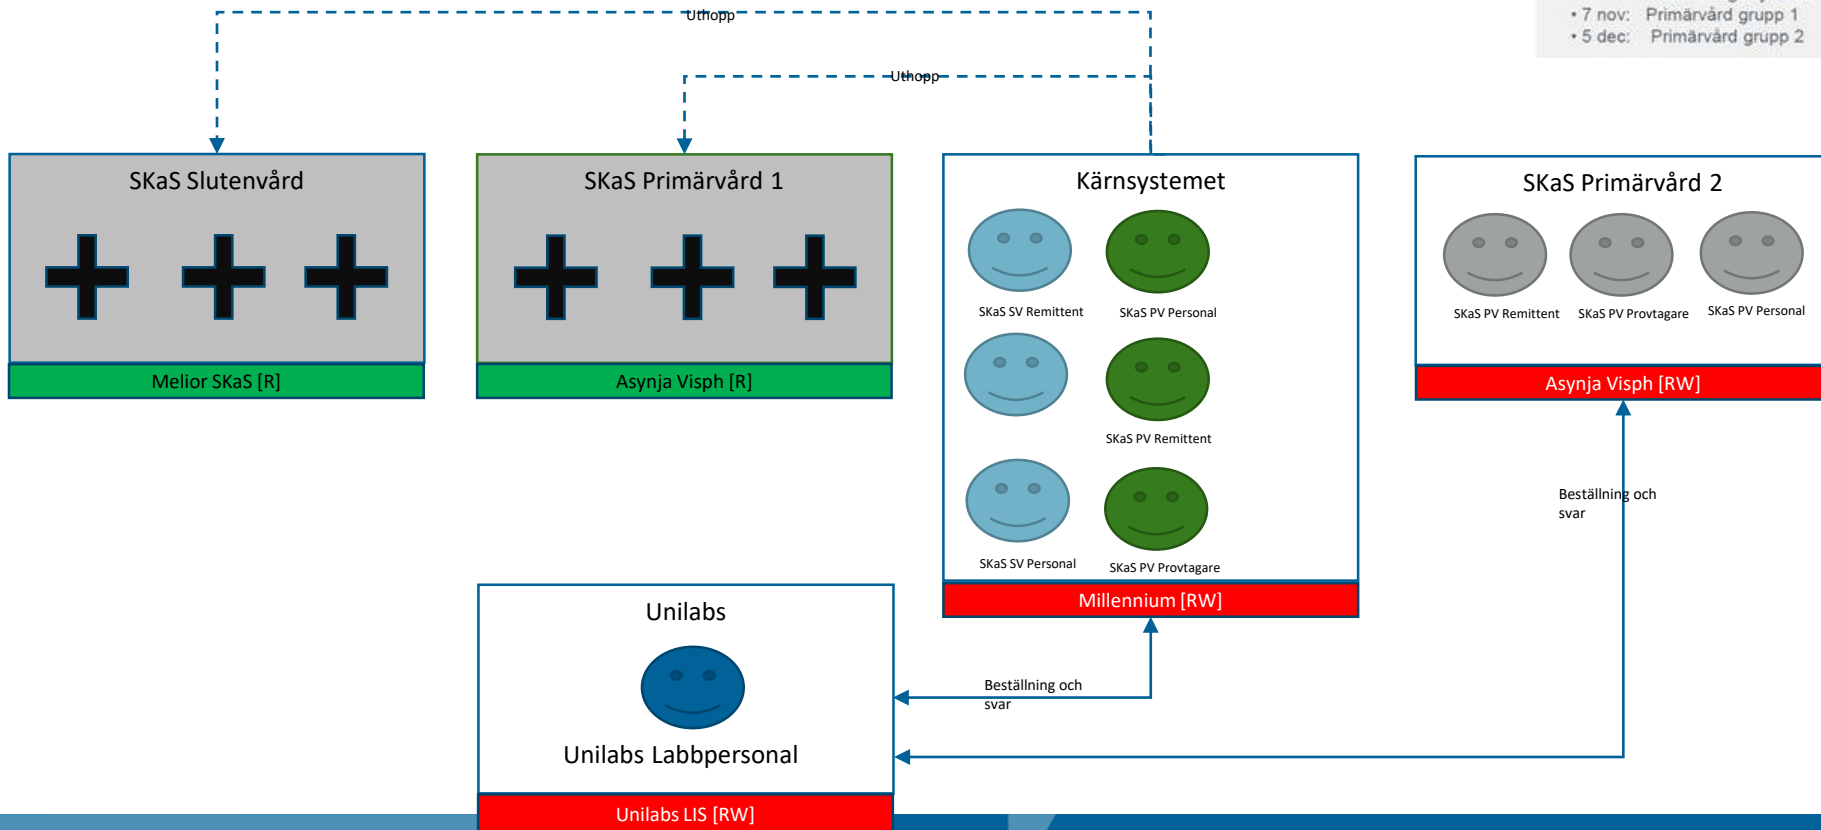 • 7 nov: Primärvård grupp 1
• 5 dec: Primärvård grupp 2
Uthopp
Uthopp
SKaS Slutenvård
Melior SKaS [R]
SKaS Primärvård 1
Asynja Visph [R]
Kärnsystemet
SKaS SV Remittent
SKaS PV Personal
SKaS PV Remittent
SKaS SV Personal
SKaS PV Provtagare
Millennium [RW]
SKaS Primärvård 2
SKaS PV Remittent
SKaS PV Provtagare
SKaS PV Personal
Asynja Visph [RW]
Beställning och
svar
Unilabs
Unilabs Labbpersonal
Unilabs LIS [RW]
Beställning och
svar